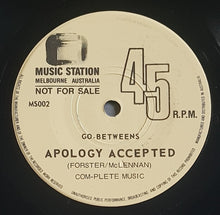 MUSIC STATION
MELBOURNE AUSTRALIA
NOT FOR SALE
MS002
45
R.P.M.
GO-BETWEENS
APOLOGY ACCEPTED
(FORSTER/McLENNAN)
COM-PLETE MUSIC